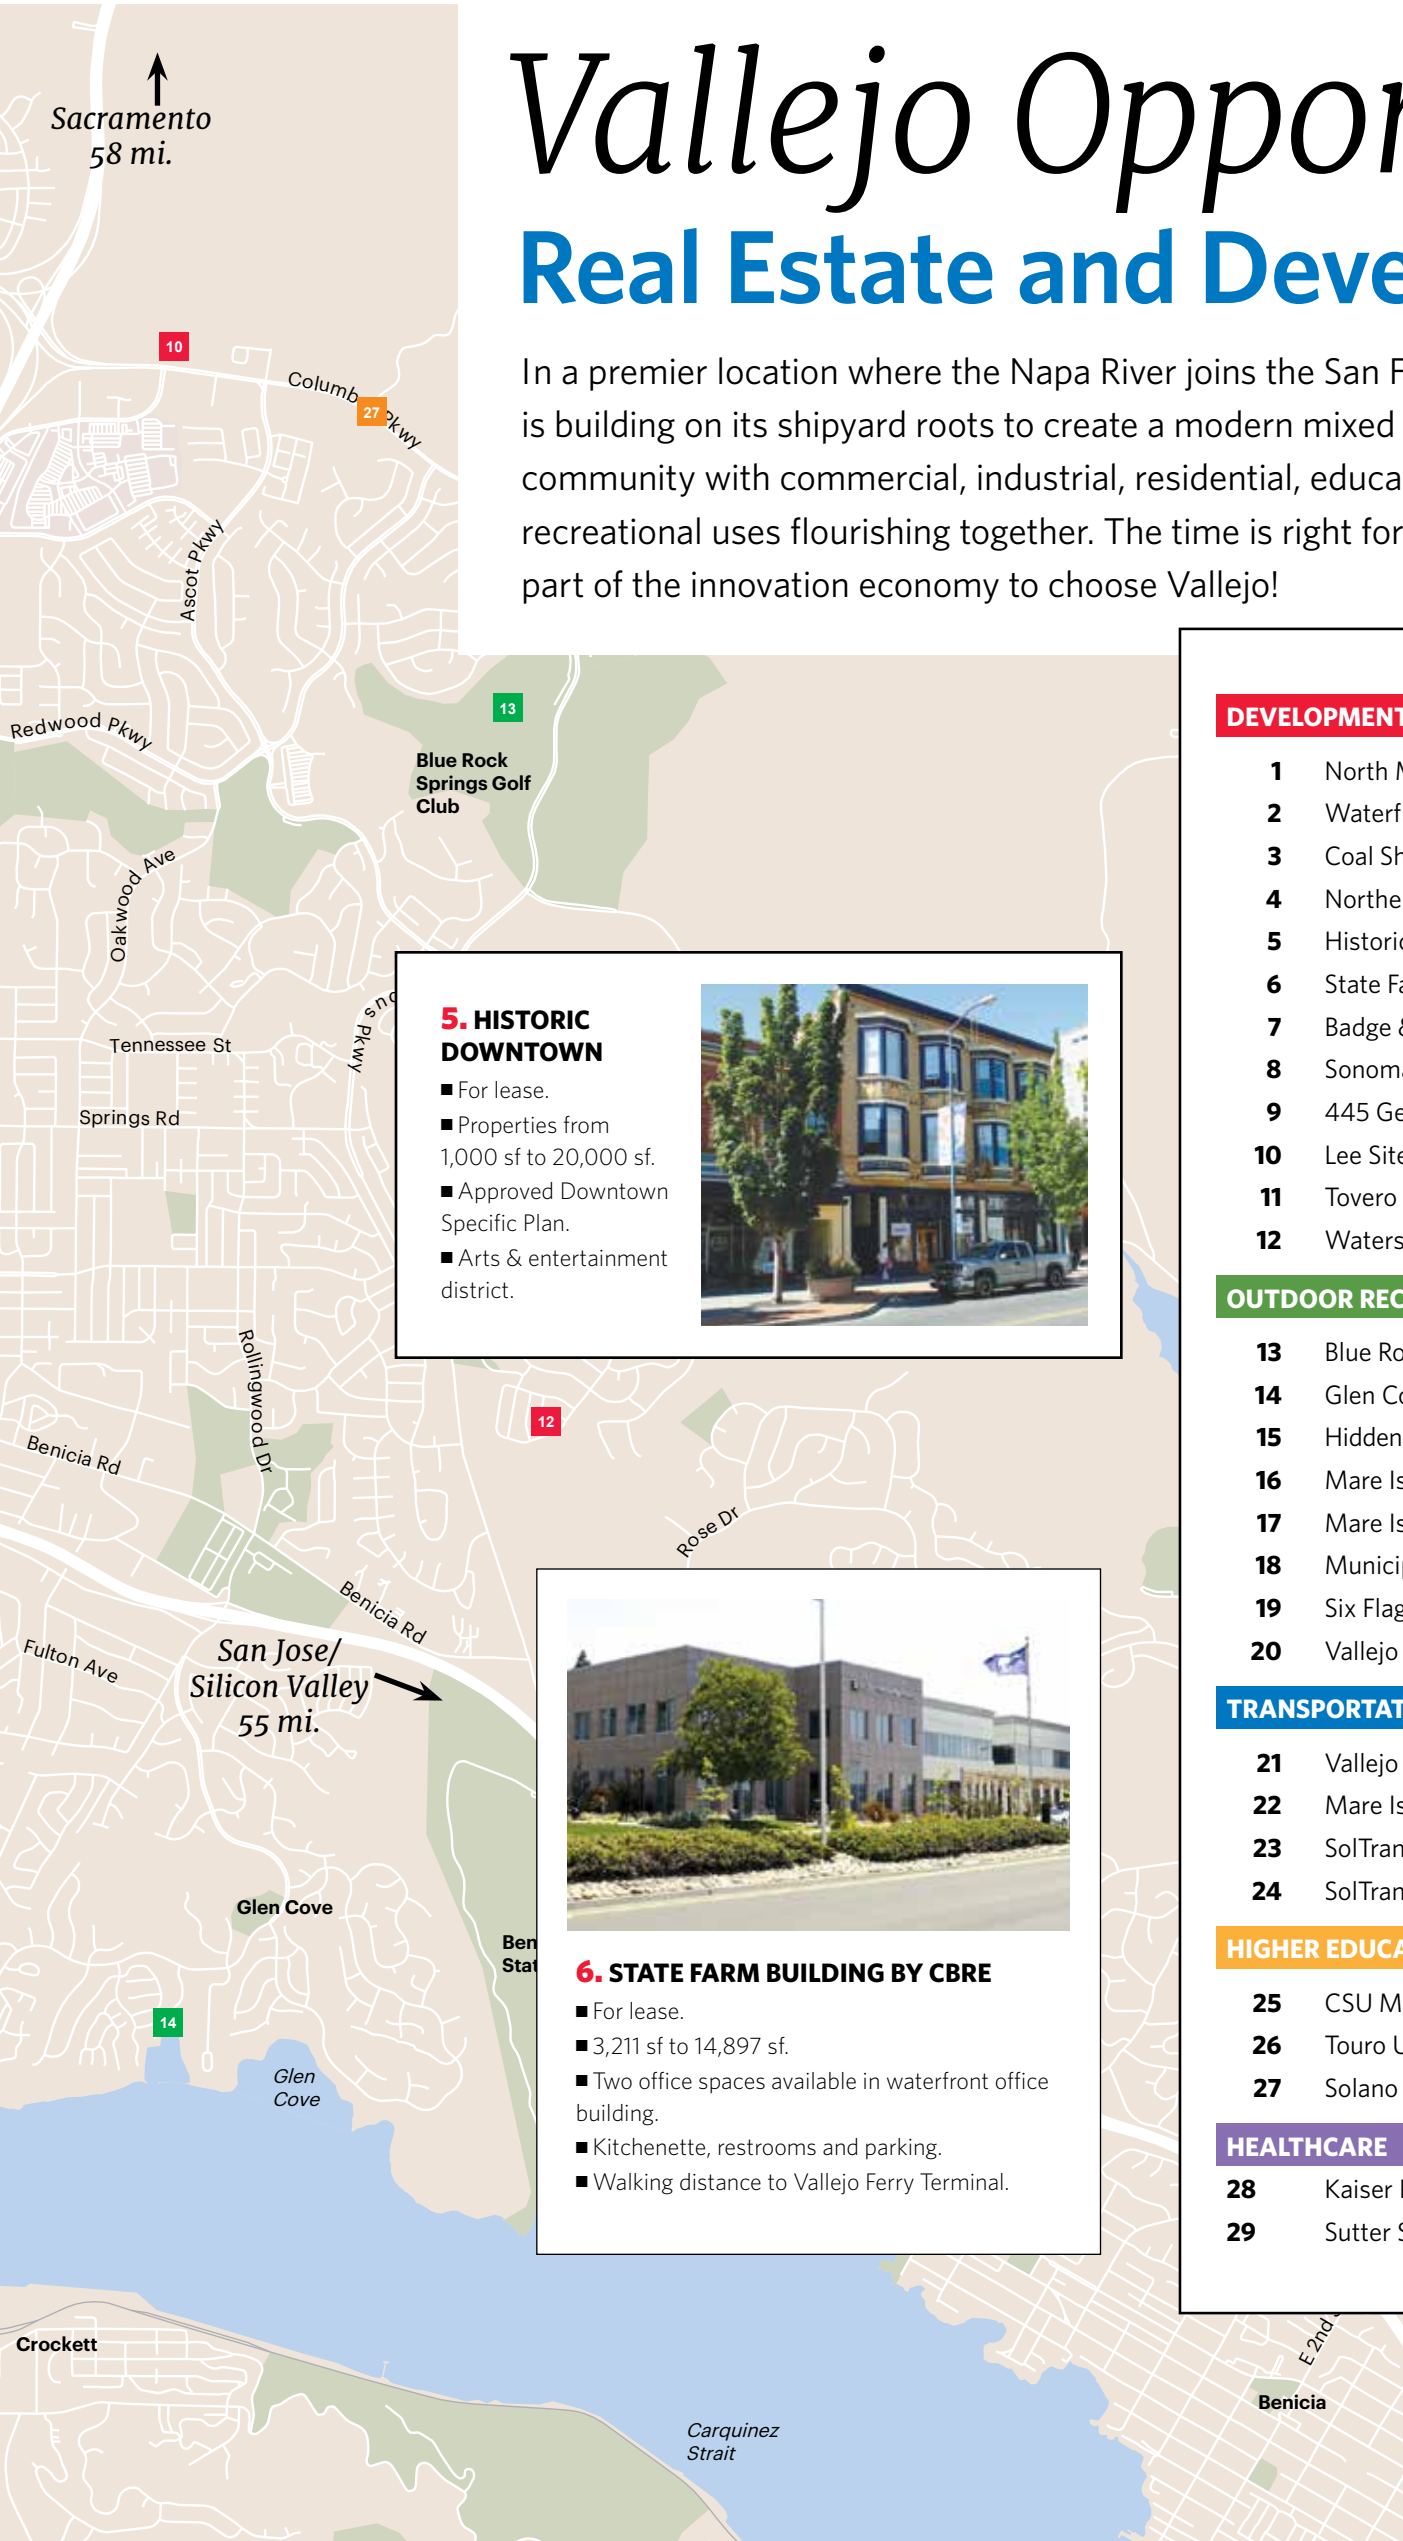 Vallejo Oppor
Real Estate and Deve
In a premier location where the Napa River joins the San F
is building on its shipyard roots to create a modern mixed
community with commercial, industrial, residential, educa
recreational uses flourishing together. The time is right for
part of the innovation economy to choose Vallejo!
Sacramento
58 mi.
10
Columb
27
Pkwy
Ascot Pkwy
Redwood Pkwy
13
Blue Rock
Springs Golf
Club
Oakwood Ave
Tennessee St
Springs Rd
us Pkwy
5. HISTORIC
DOWNTOWN
■ For lease.
■ Properties from
1,000 sf to 20,000 sf.
■ Approved Downtown
Specific Plan.
■ Arts & entertainment
district.
Rollingwood Dr
12
Benicia Rd
Rose Dr
Benicia Rd
Fulton Ave
San Jose/
Silicon Valley
55 mi.
Glen Cove
Ben
Stat
14
Glen
Cove
6. STATE FARM BUILDING BY CBRE
■ For lease.
■ 3,211 sf to 14,897 sf.
■ Two office spaces available in waterfront office
building.
■ Kitchenette, restrooms and parking.
■ Walking distance to Vallejo Ferry Terminal.
Crockett
Carquinez
Strait
E 2nd
Benicia
DEVELOPMENT
1 North M
2 Waterf
3 Coal Sh
4 Northe
5 Historic
6 State Fa
7 Badge &
8 Sonoma
9 445 Ge
10 Lee Site
11 Tovero
12 Waters
OUTDOOR REC
13 Blue Ro
14 Glen Co
15 Hidden
16 Mare Is
17 Mare Is
18 Municip
19 Six Flag
20 Vallejo
TRANSPORTAT
21 Vallejo
22 Mare Is
23 SolTran
24 SolTran
HIGHER EDUCA
25 CSU M
26 Touro U
27 Solano
HEALTHCARE
28 Kaiser
29 Sutter S